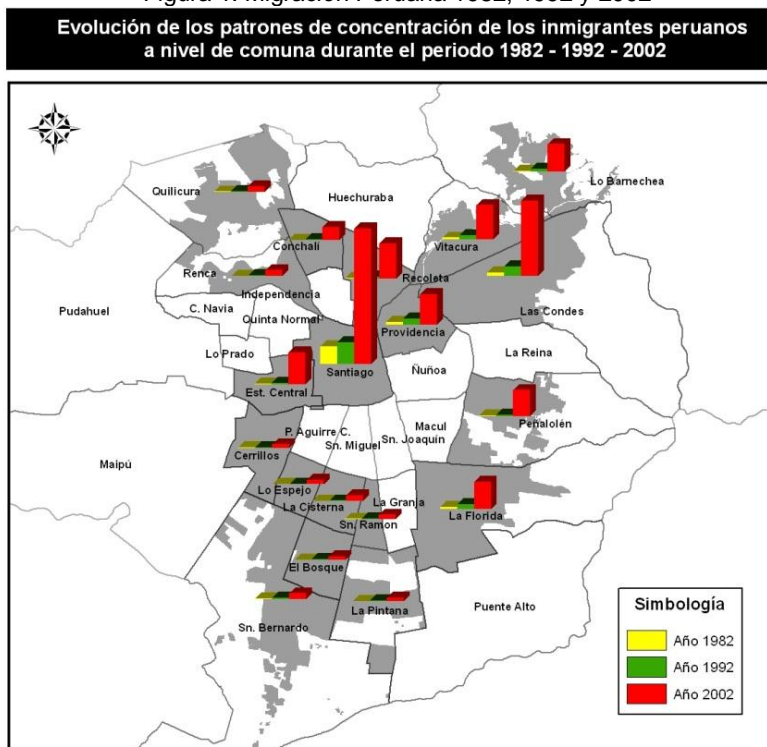 Evolución de los patrones de concentración de los inmigrantes peruanos
a nivel de comuna durante el periodo 1982 - 1992 - 2002
Lo Barnechea
Quilicura
Huechuraba
Vitacura
Conchalí
Renca
Recoleta
Independencia
Pudahuel
C. Navia
Las Condes
Quinta Normal
Providencia
Lo Prado
La Reina
Santiago
Ñuñoa
Est. Central
Peñalolén
P. Aguirre C.
Macul
Sn. Miguel
Sn. Joaquín
Cerrillos
Maipú
Lo Espejo
La Granja
La Cisterna
La Florida
Sn. Ramon
El Bosque
La Pintana
Puente Alto
Sn. Bernardo
Simbología
Año 1982
Año 1992
Año 2002